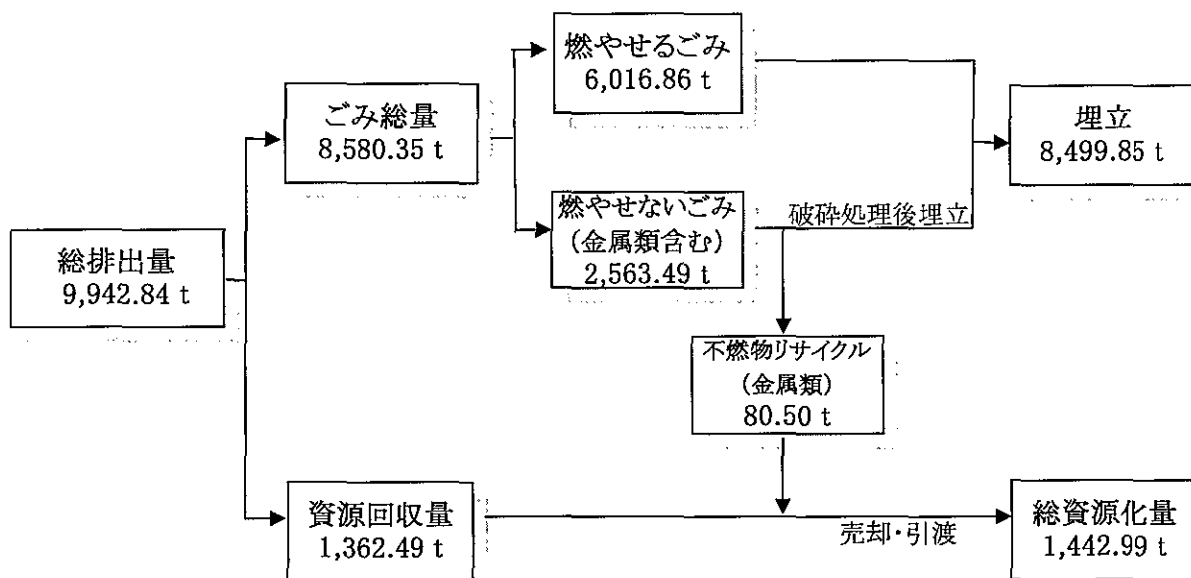 燃やせるごみ
6,016.86 t
ごみ総量
8,580.35 t
埋立
8,499.85 t
燃やせないごみ
(金属類含む)
2,563.49 t
破砕処理後埋立
総排出量
9,942.84 t
不燃物リサイクル
(金属類)
80.50 t
資源回収量
1,362.49 t
売却・引渡
総資源化量
1,442.99 t